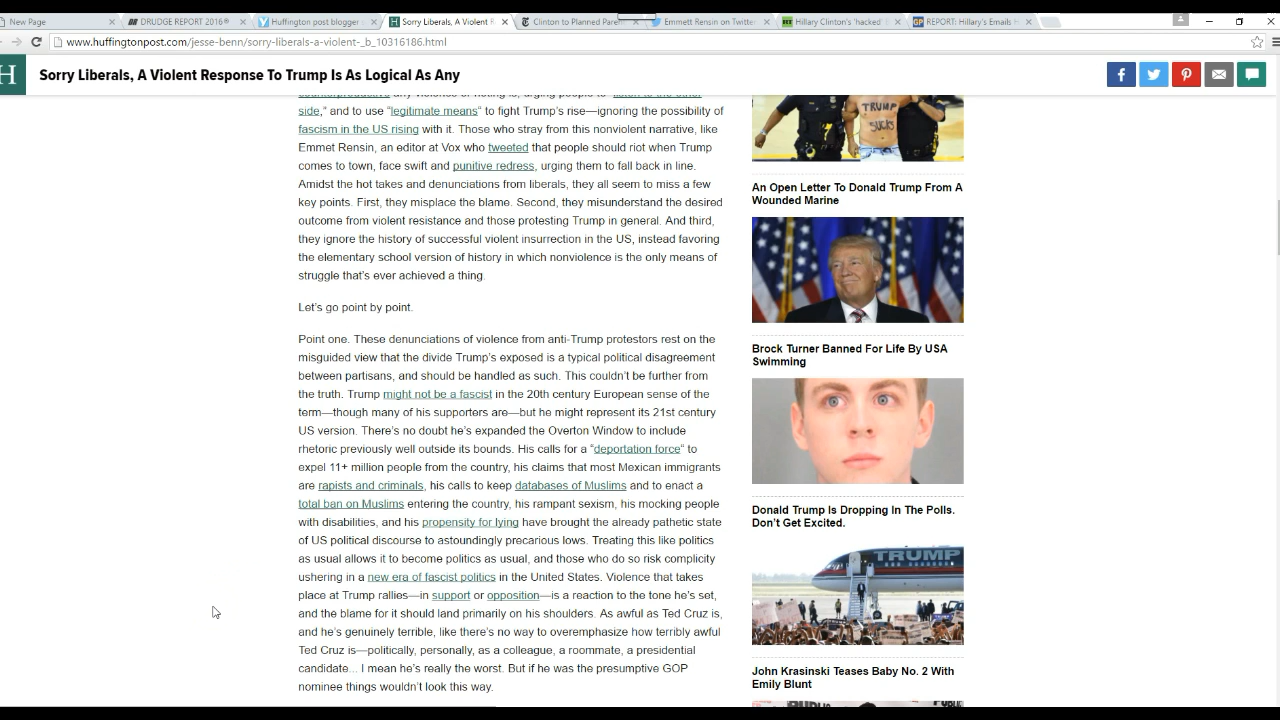 New Page
DRUDGE REPORT 2016®
Huffington post blogger
Sorry Liberals, A Violent R
Clinton to Planned Paren
Emmett Rensin on Twitter
Hillary Clinton's 'hacked'
REPORT: Hillary's Emails H
www.huffingtonpost.com/jesse-benn/sorry-liberals-a-violent-_b_10316186.html
H
Sorry Liberals, A Violent Response To Trump Is As Logical As Any
side,” and to use “legitimate means“ to fight Trump’s rise—ignoring the possibility of
fascism in the US rising with it. Those who stray from this nonviolent narrative, like
Emmet Rensin, an editor at Vox who tweeted that people should riot when Trump
comes to town, face swift and punitive redress, urging them to fall back in line.
Amidst the hot takes and denunciations from liberals, they all seem to miss a few
key points. First, they misplace the blame. Second, they misunderstand the desired
outcome from violent resistance and those protesting Trump in general. And third,
they ignore the history of successful violent insurrection in the US, instead favoring
the elementary school version of history in which nonviolence is the only means of
struggle that’s ever achieved a thing.
Let’s go point by point.
Point one. These denunciations of violence from anti-Trump protestors rest on the
misguided view that the divide Trump’s exposed is a typical political disagreement
between partisans, and should be handled as such. This couldn’t be further from
the truth. Trump might not be a fascist in the 20th century European sense of the
term—though many of his supporters are—but he might represent its 21st century
US version. There’s no doubt he’s expanded the Overton Window to include
rhetoric previously well outside its bounds. His calls for a “deportation force“ to
expel 11+ million people from the country, his claims that most Mexican immigrants
are rapists and criminals, his calls to keep databases of Muslims and to enact a
total ban on Muslims entering the country, his rampant sexism, his mocking people
with disabilities, and his propensity for lying have brought the already pathetic state
of US political discourse to astoundingly precarious lows. Treating this like politics
as usual allows it to become politics as usual, and those who do so risk complicity
ushering in a new era of fascist politics in the United States. Violence that takes
place at Trump rallies—in support or opposition—is a reaction to the tone he’s set,
and the blame for it should land primarily on his shoulders. As awful as Ted Cruz is,
and he’s genuinely terrible, like there’s no way to overemphasize how terribly awful
Ted Cruz is—politically, personally, as a colleague, a roommate, a presidential
candidate... I mean he’s really the worst. But if he was the presumptive GOP
nominee things wouldn’t look this way.
TRUMP
SUCKS
An Open Letter To Donald Trump From A
Wounded Marine
Brock Turner Banned For Life By USA
Swimming
Donald Trump Is Dropping In The Polls.
Don’t Get Excited.
TRUMP
John Krasinski Teases Baby No. 2 With
Emily Blunt